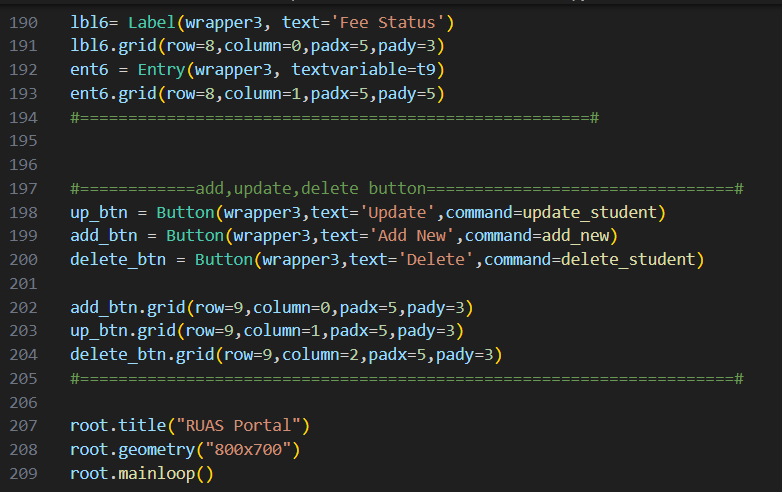 190 lbl6= Label(wrapper3, text='Fee Status')
191 lbl6.grid(row=8,column=0,padx=5,pady=3)
192 ent6 = Entry(wrapper3, textvariable=t9)
193 ent6.grid(row=8,column=1,padx=5,pady=5)
194 #=====================================================#
195
196
197 #============add,update,delete button================================#
198 up_btn = Button(wrapper3,text='Update',command=update_student)
199 add_btn = Button(wrapper3,text='Add New',command=add_new)
200 delete_btn = Button(wrapper3,text='Delete',command=delete_student)
201
202 add_btn.grid(row=9,column=0,padx=5,pady=3)
203 up_btn.grid(row=9,column=1,padx=5,pady=3)
204 delete_btn.grid(row=9,column=2,padx=5,pady=3)
205 #====================================================================#
206
207 root.title("RUAS Portal")
208 root.geometry("800x700")
209 root.mainloop()